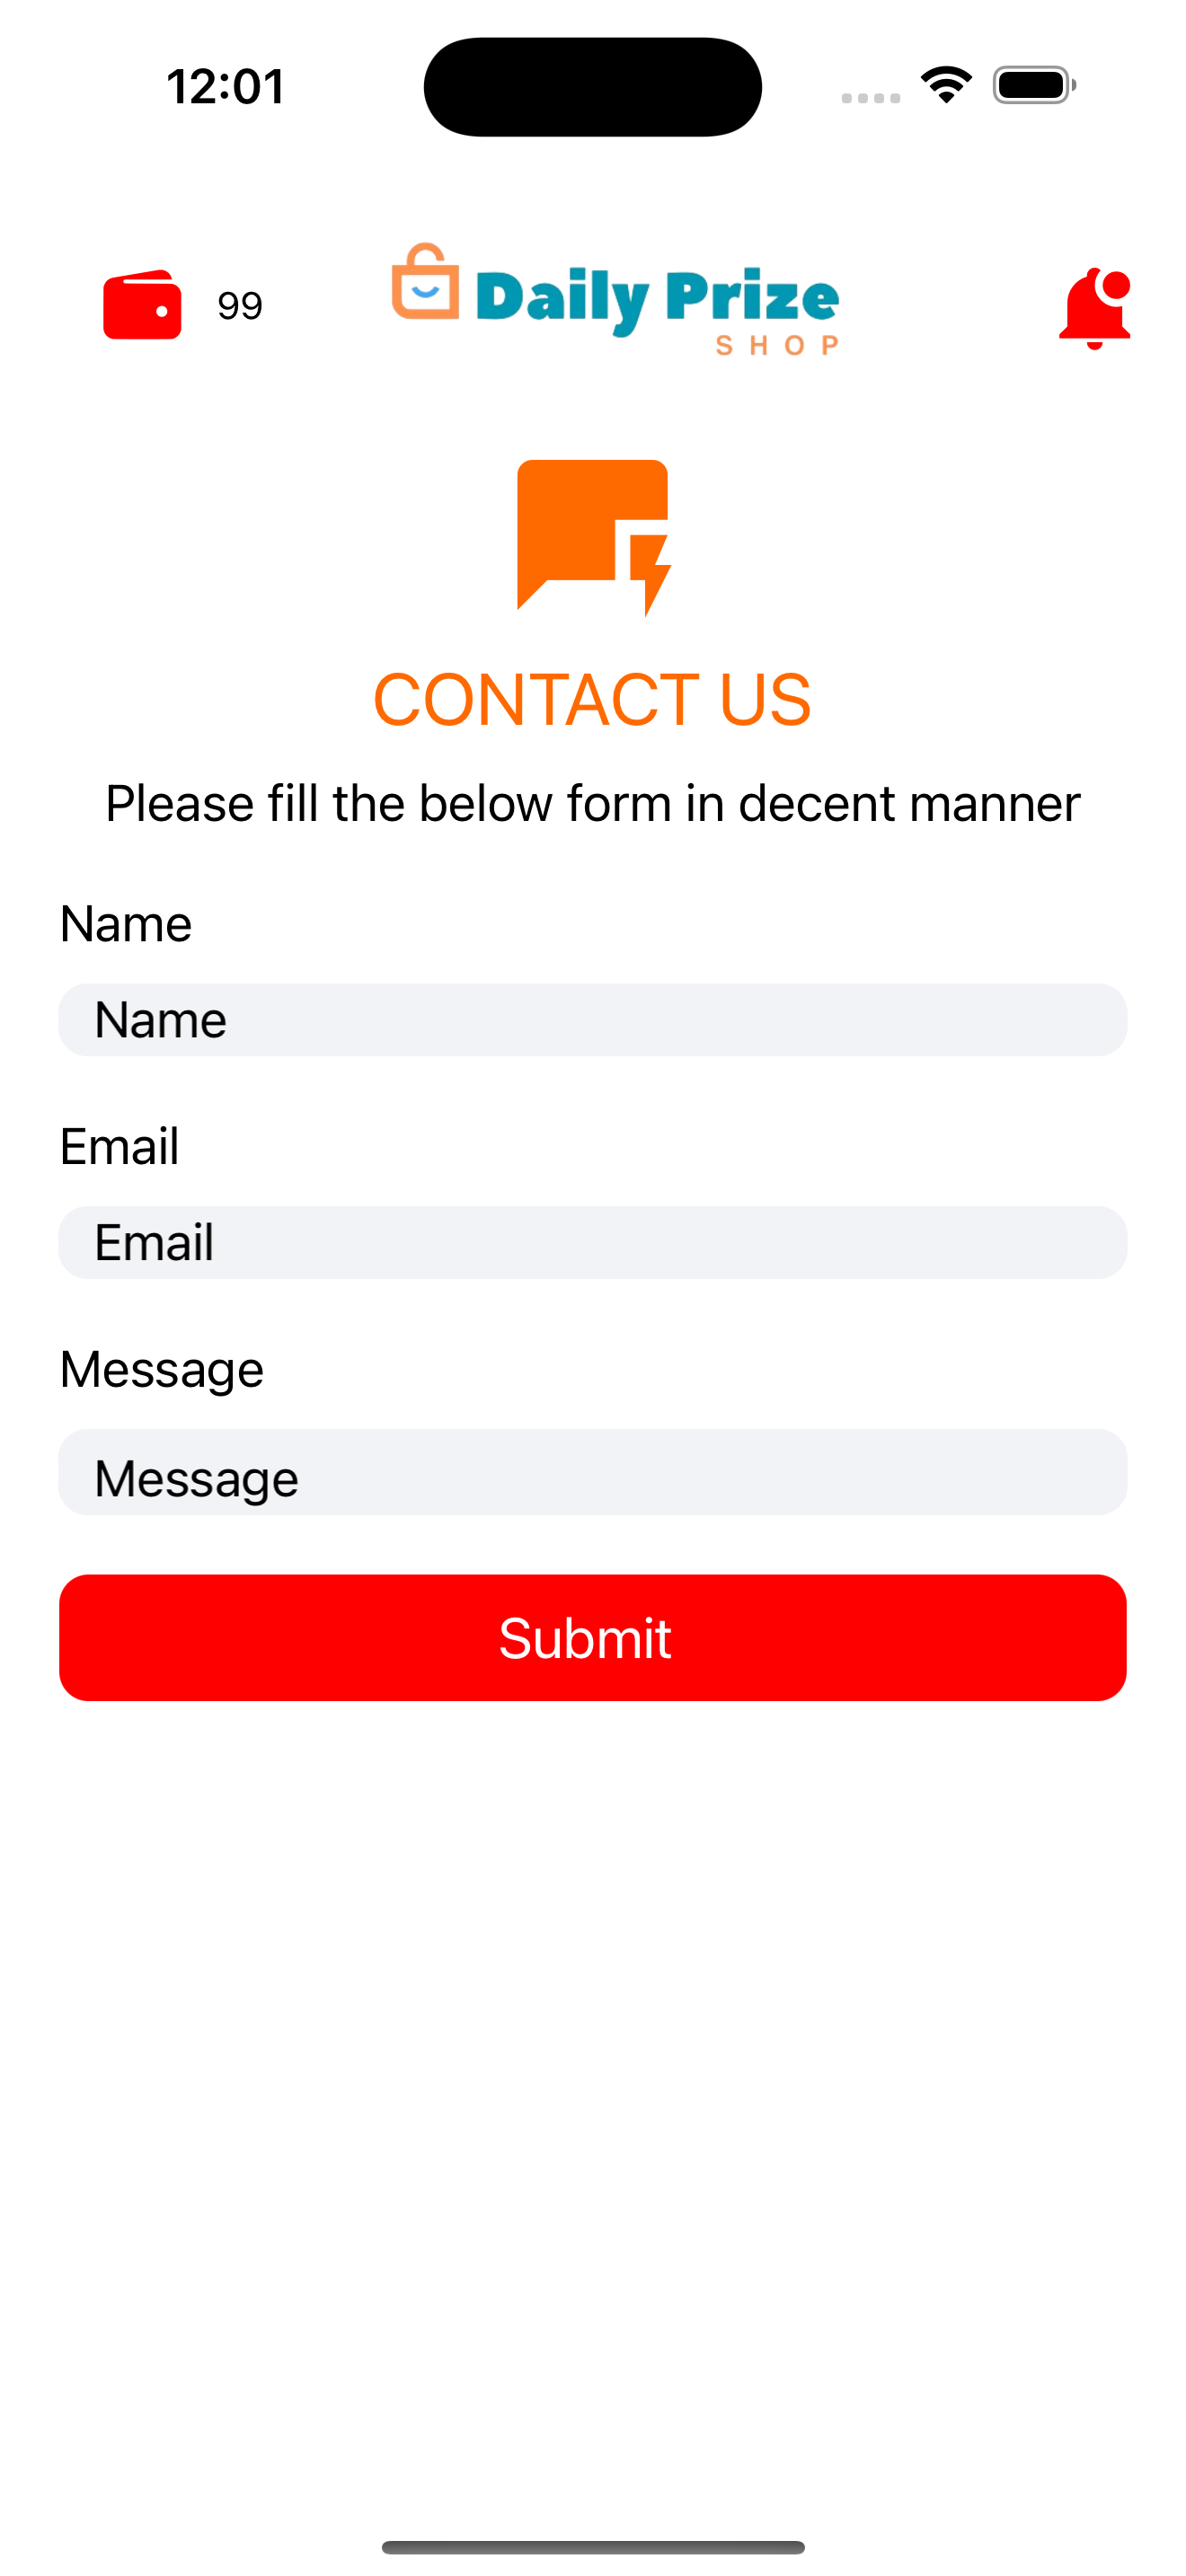 12:01
99
Daily Prize
SHOP
CONTACT US
Please fill the below form in decent manner
Name
Name
Email
Email
Message
Message
Submit